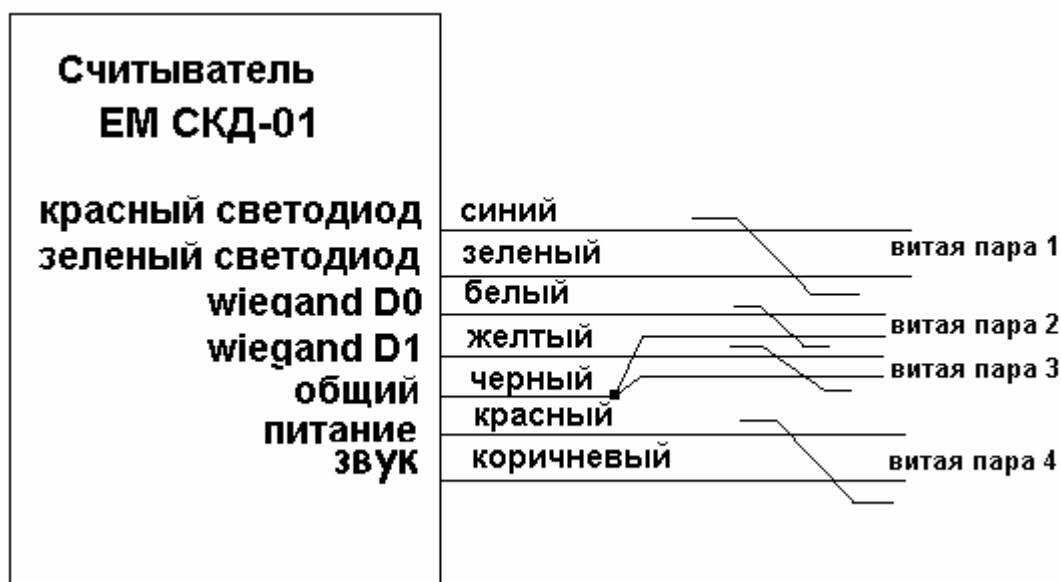 Считыватель
ЕМ СКД-01
красный светодиод
синий
зеленый светодиод
зеленый
витая пара 1
wiegand D0
белый
wiegand D1
желтый
витая пара 2
общий
черный
витая пара 3
питание
красный
звук
коричневый
витая пара 4